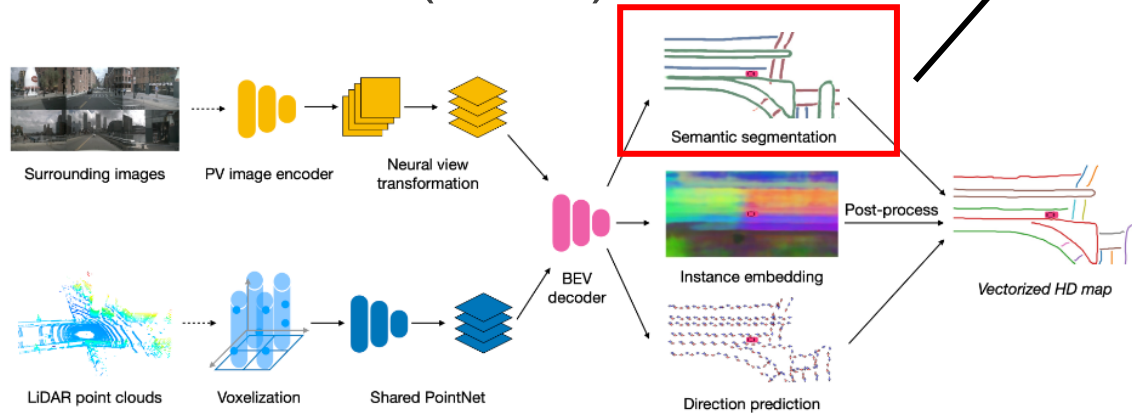 Semantic segmentation
Surrounding images
PV image encoder
Neural view
transformation
Post-process
BEV
decoder
Instance embedding
Vectorized HD map
LiDAR point clouds
Voxelization
Shared PointNet
Direction prediction